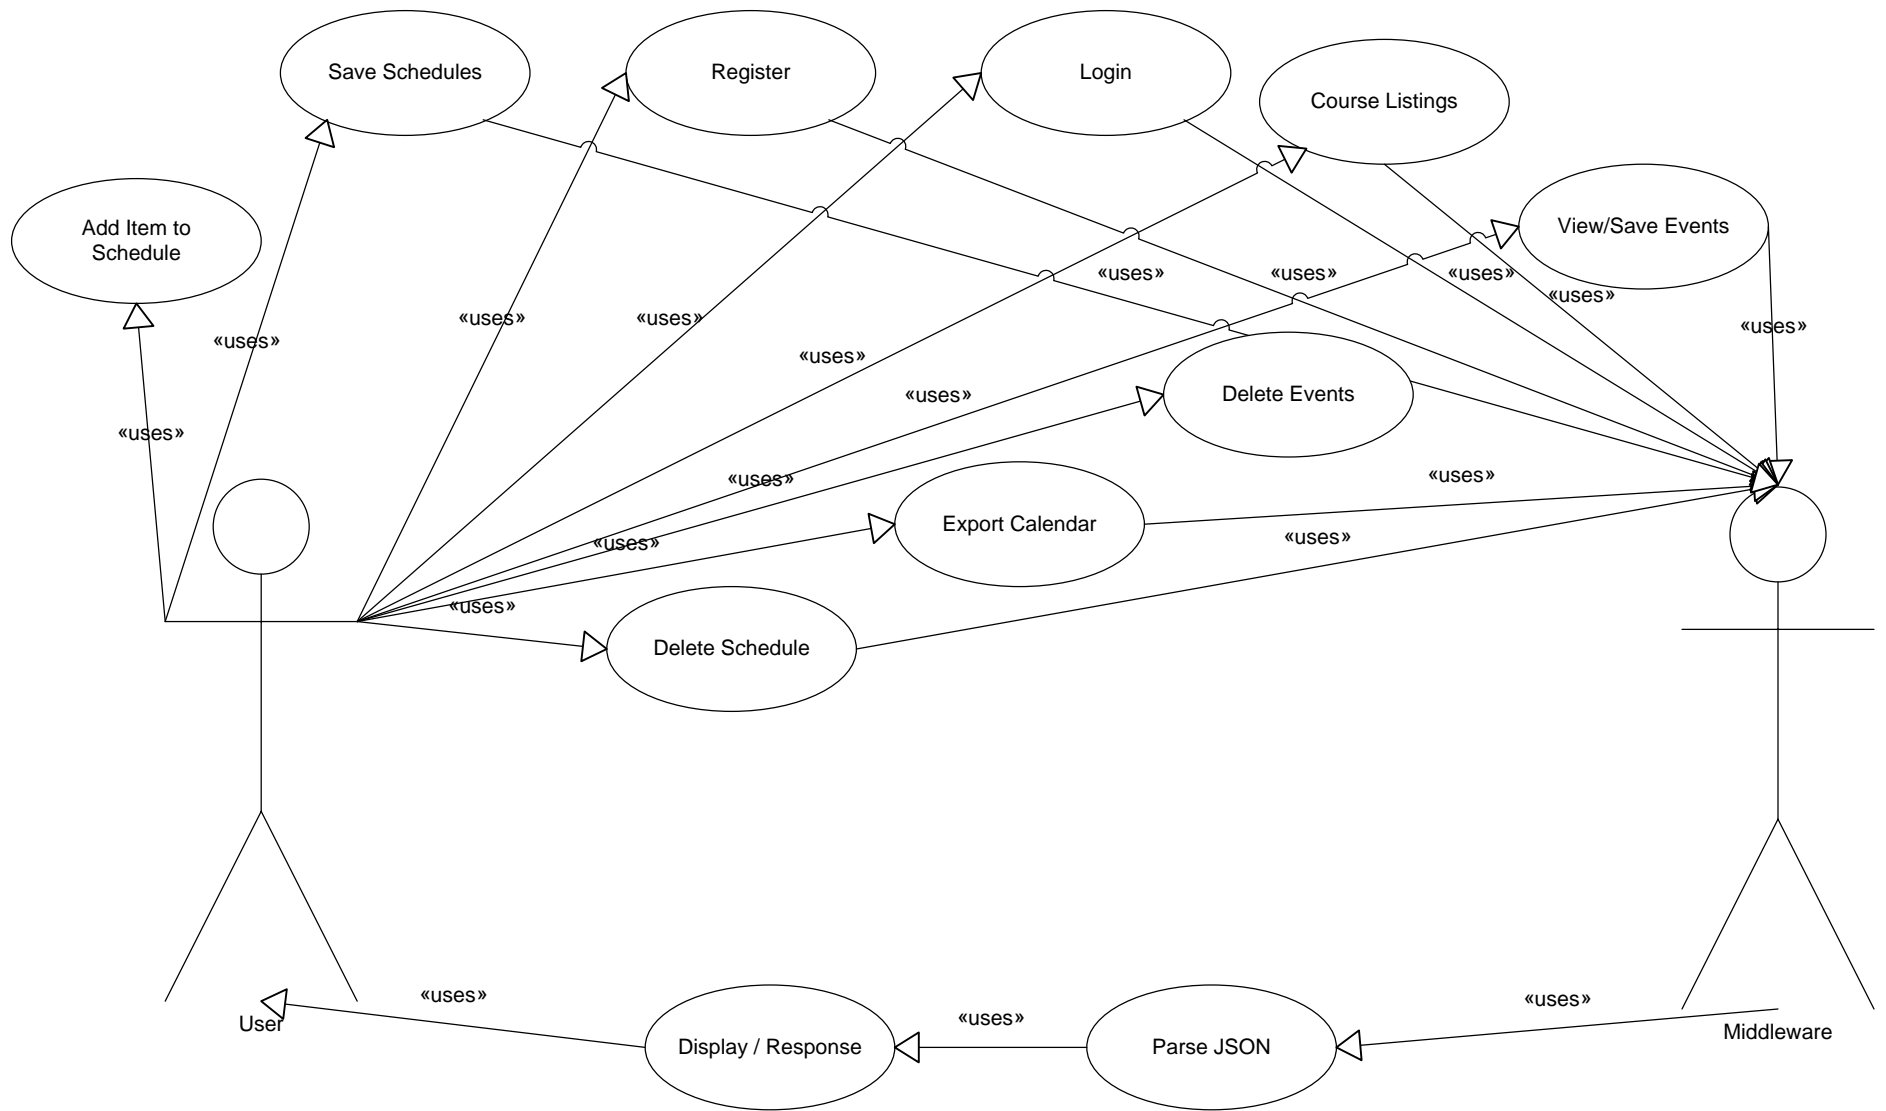 Save Schedules
Register
Login
Course Listings
Add Item to
Schedule
View/Save Events
«uses»
«uses»
«uses»
«uses»
«uses»
«uses»
«uses»
«uses»
«uses»
Delete Events
«uses»
«uses»
«uses»
«uses»
«uses»
Export Calendar
«uses»
«uses»
«uses»
Delete Schedule
«uses»
«uses»
«uses»
User
Display / Response
Parse JSON
Middleware